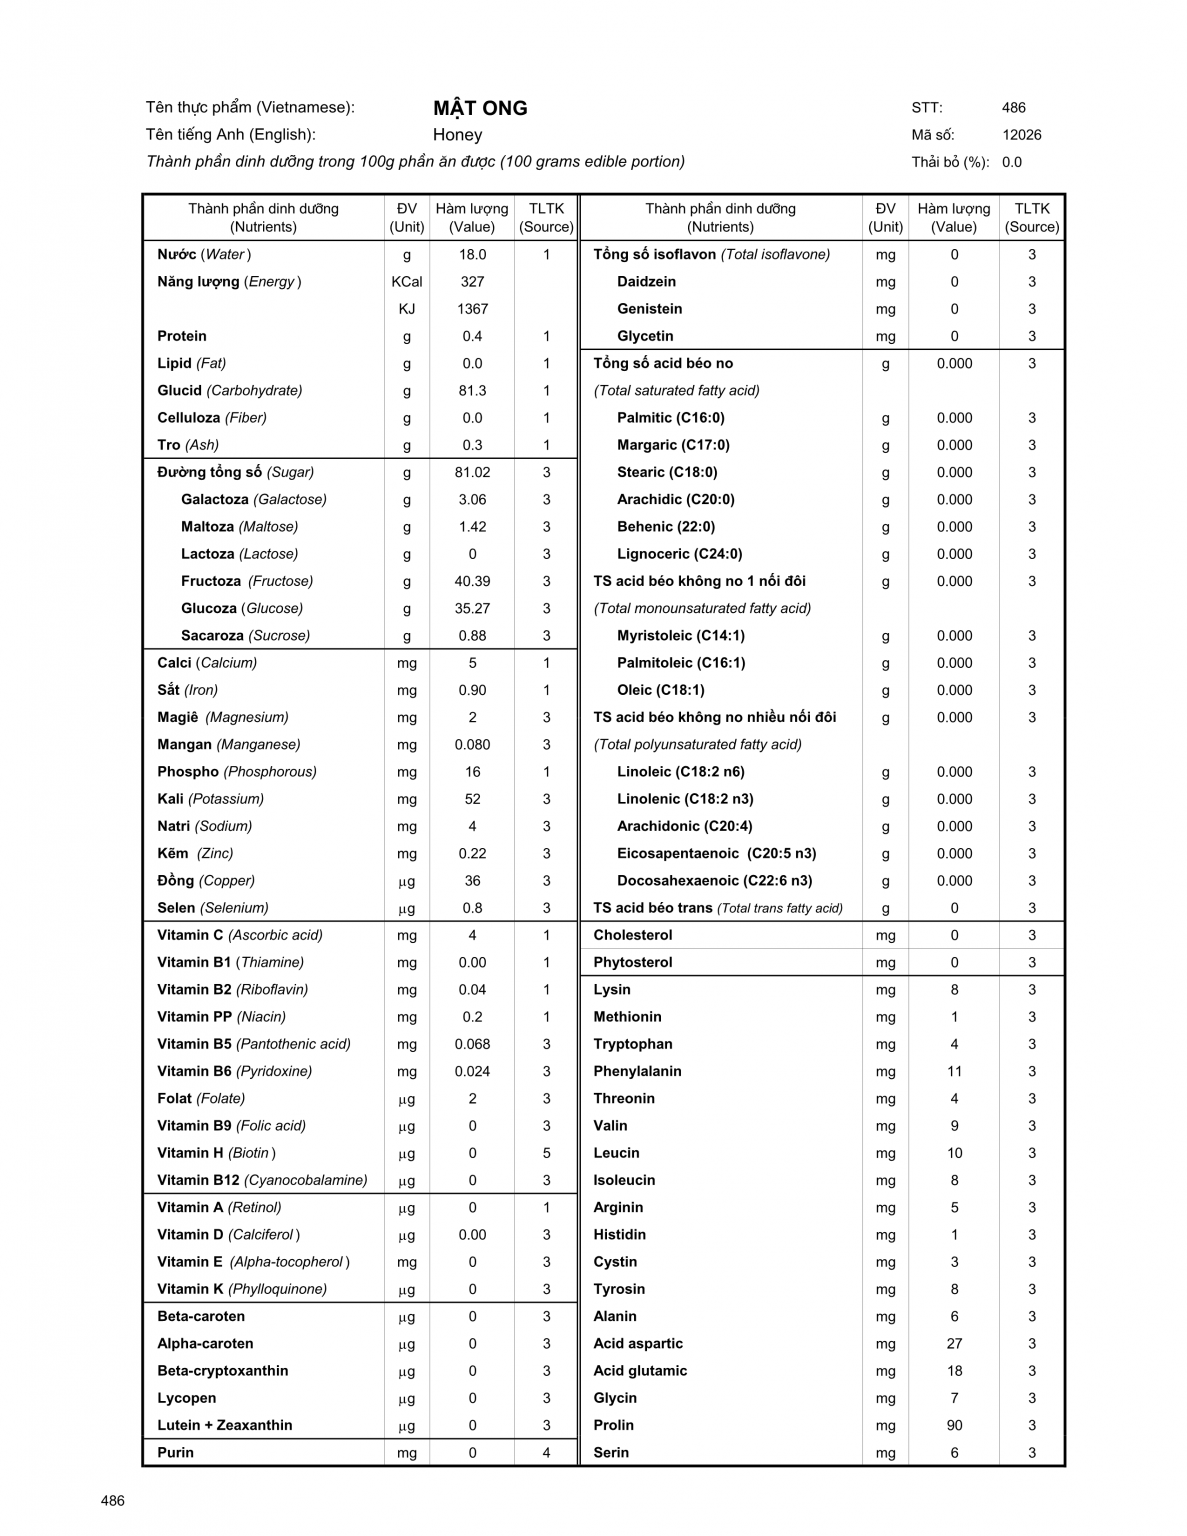 Tên thực phẩm (Vietnamese): MẬT ONG STT: 486
Tên tiếng Anh (English): Honey Mã số: 12026
Thành phần dinh dưỡng trong 100g phần ăn được (100 grams edible portion) Thải bỏ (%): 0.0
Thành phần dinh dưỡng ĐV Hàm lượng TLTK Thành phần dinh dưỡng ĐV Hàm lượng TLTK
(Nutrients) (Unit) (Value) (Source) (Nutrients) (Unit) (Value) (Source)
Nước (Water) g 18.0 1 Tổng số isoflavon (Total isoflavone) mg 0 3
Năng lượng (Energy) KCal 327 Daidzein mg 0 3
KJ 1367 Genistein mg 0 3
Protein g 0.4 1 Glycetin mg 0 3
Lipid (Fat) g 0.0 1 Tổng số acid béo no g 0.000 3
Glucid (Carbohydrate) g 81.3 1 (Total saturated fatty acid)
Celluloza (Fiber) g 0.0 1 Palmitic (C16:0) g 0.000 3
Tro (Ash) g 0.3 1 Margaric (C17:0) g 0.000 3
Đường tổng số (Sugar) g 81.02 3 Stearic (C18:0) g 0.000 3
Galactoza (Galactose) g 3.06 3 Arachidic (C20:0) g 0.000 3
Maltoza (Maltose) g 1.42 3 Behenic (22:0) g 0.000 3
Lactoza (Lactose) g 0 3 Lignoceric (C24:0) g 0.000 3
Fructoza (Fructose) g 40.39 3 TS acid béo không no 1 nối đôi g 0.000 3
Glucoza (Glucose) g 35.27 3 (Total monounsaturated fatty acid)
Sacaroza (Sucrose) g 0.88 3 Myristoleic (C14:1) g 0.000 3
Calci (Calcium) mg 5 1 Palmitoleic (C16:1) g 0.000 3
Sắt (Iron) mg 0.90 1 Oleic (C18:1) g 0.000 3
Magiê (Magnesium) mg 2 3 TS acid béo không no nhiều nối đôi g 0.000 3
Mangan (Manganese) mg 0.080 3 (Total polyunsaturated fatty acid)
Phospho (Phosphorous) mg 16 1 Linoleic (C18:2 n6) g 0.000 3
Kali (Potassium) mg 52 3 Linolenic (C18:2 n3) g 0.000 3
Natri (Sodium) mg 4 3 Arachidonic (C20:4) g 0.000 3
Kẽm (Zinc) mg 0.22 3 Eicosapentaenoic (C20:5 n3) g 0.000 3
Đồng (Copper) µg 36 3 Docosahexaenoic (C22:6 n3) g 0.000 3
Selen (Selenium) µg 0.8 3 TS acid béo trans (Total trans fatty acid) g 0 3
Vitamin C (Ascorbic acid) mg 4 1 Cholesterol mg 0 3
Vitamin B1 (Thiamine) mg 0.00 1 Phytosterol mg 0 3
Vitamin B2 (Riboflavin) mg 0.04 1 Lysin mg 8 3
Vitamin PP (Niacin) mg 0.2 1 Methionin mg 1 3
Vitamin B5 (Pantothenic acid) mg 0.068 3 Tryptophan mg 4 3
Vitamin B6 (Pyridoxine) mg 0.024 3 Phenylalanin mg 11 3
Folat (Folate) µg 2 3 Threonin mg 4 3
Vitamin B9 (Folic acid) µg 0 3 Valin mg 9 3
Vitamin H (Biotin) µg 0 5 Leucin mg 10 3
Vitamin B12 (Cyanocobalamine) µg 0 3 Isoleucin mg 8 3
Vitamin A (Retinol) µg 0 1 Arginin mg 5 3
Vitamin D (Calciferol) µg 0.00 3 Histidin mg 1 3
Vitamin E (Alpha-tocopherol) mg 0 3 Cystin mg 3 3
Vitamin K (Phylloquinone) µg 0 3 Tyrosin mg 8 3
Beta-caroten µg 0 3 Alanin mg 6 3
Alpha-caroten µg 0 3 Acid aspartic mg 27 3
Beta-cryptoxanthin µg 0 3 Acid glutamic mg 18 3
Lycopen µg 0 3 Glycin mg 7 3
Lutein + Zeaxanthin µg 0 3 Prolin mg 90 3
Purin mg 0 4 Serin mg 6 3
486